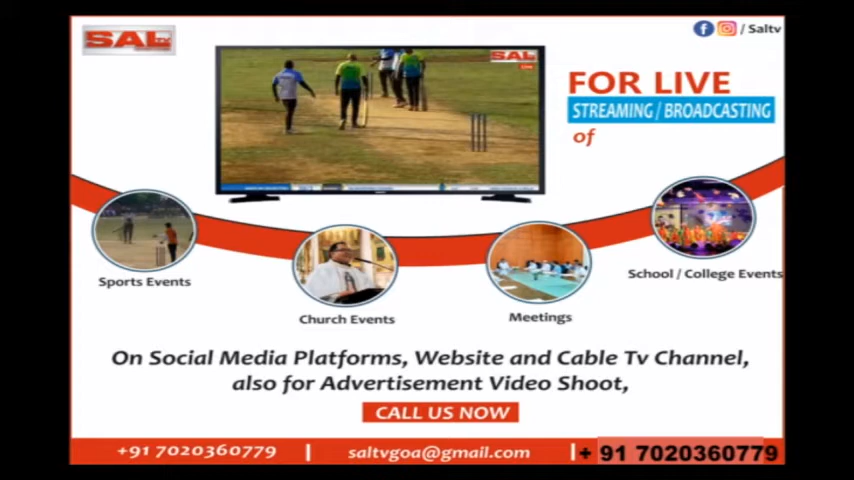 SAL TV
/ Saltv
SAL
Live
FOR LIVE
STREAMING / BROADCASTING
of
Sports Events
Church Events
Meetings
School / College Events
On Social Media Platforms, Website and Cable Tv Channel,
also for Advertisement Video Shoot,
CALL US NOW
+91 7020360779 | saltvgoa@gmail.com | + 91 7020360779